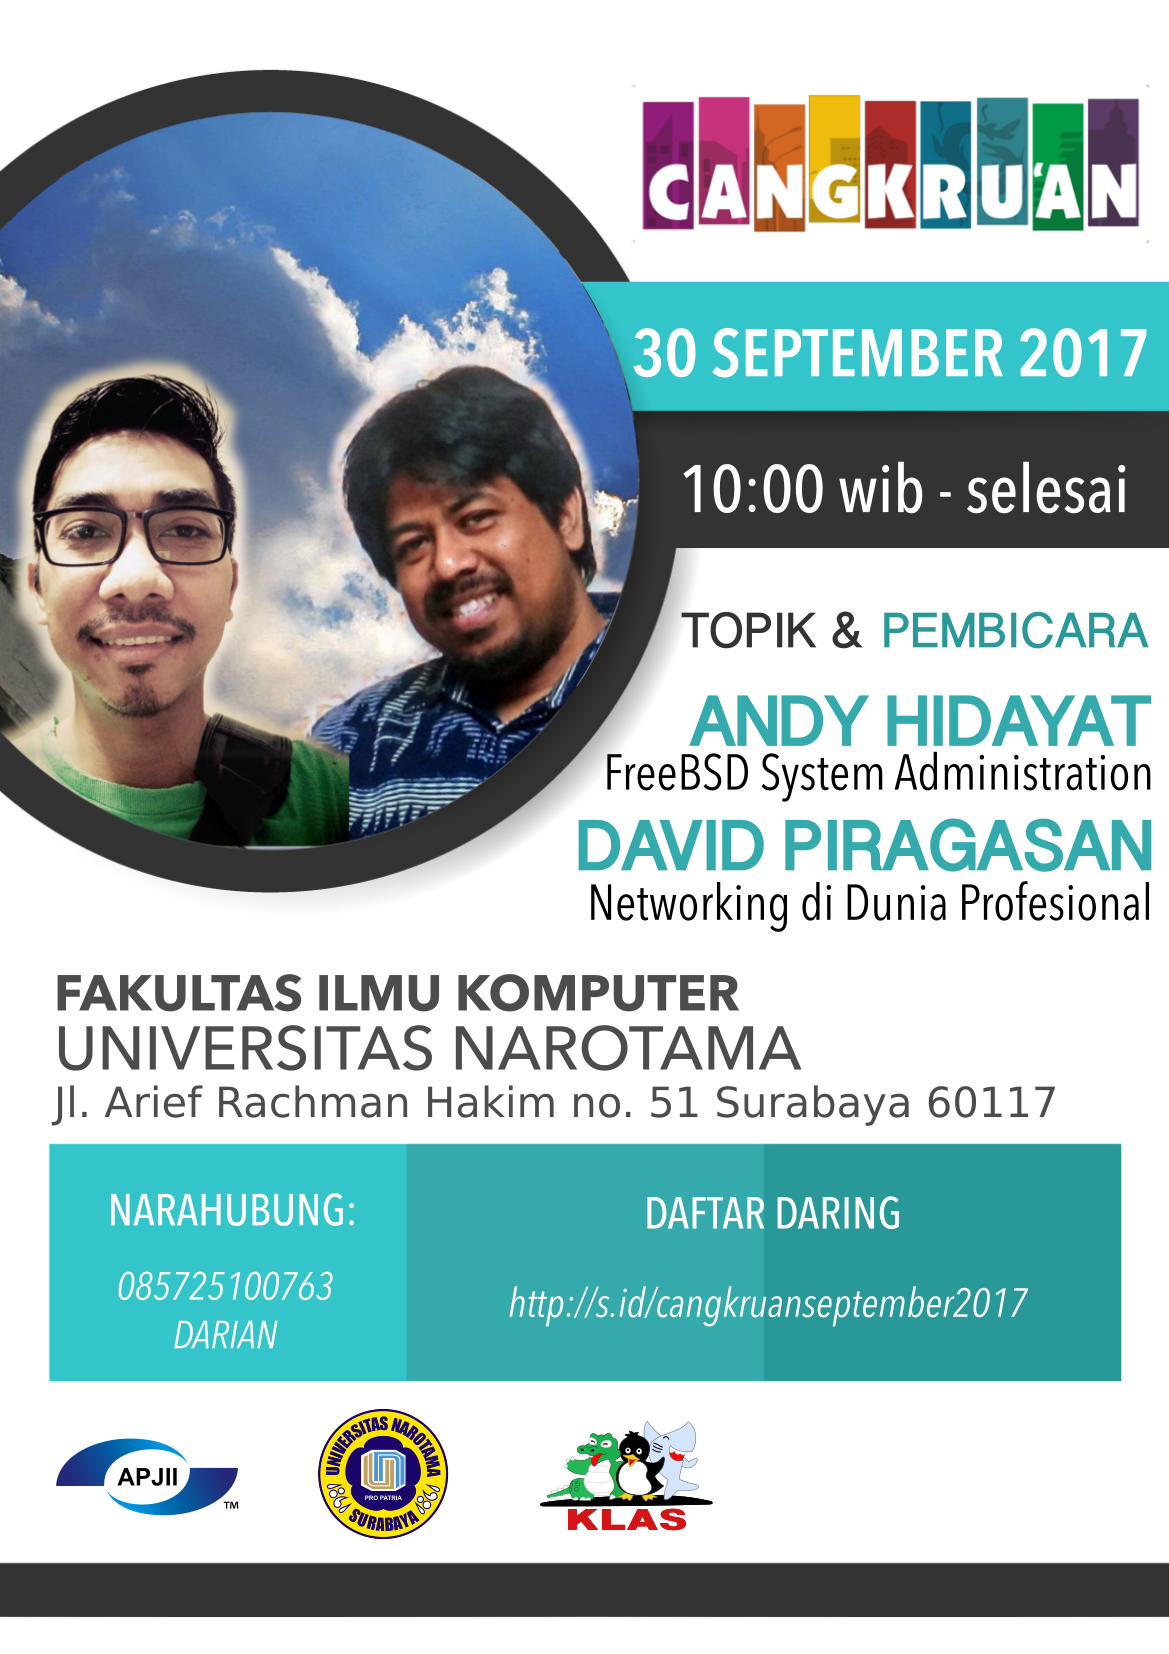 CANGKRU'AN
30 SEPTEMBER 2017
10:00 wib - selesai
TOPIK & PEMBICARA
ANDY HIDAYAT
FreeBSD System Administration
DAVID PIRAGASAN
Networking di Dunia Profesional
FAKULTAS ILMU KOMPUTER
UNIVERSITAS NAROTAMA
Jl. Arief Rachman Hakim no. 51 Surabaya 60117
NARAHUBUNG:
085725100763
DARIAN
DAFTAR DARING
http://s.id/cangkruanseptember2017
APJII
TM
UNIVERSITAS NAROTAMA
PRO PATRIA
SURABAYA
KLAS